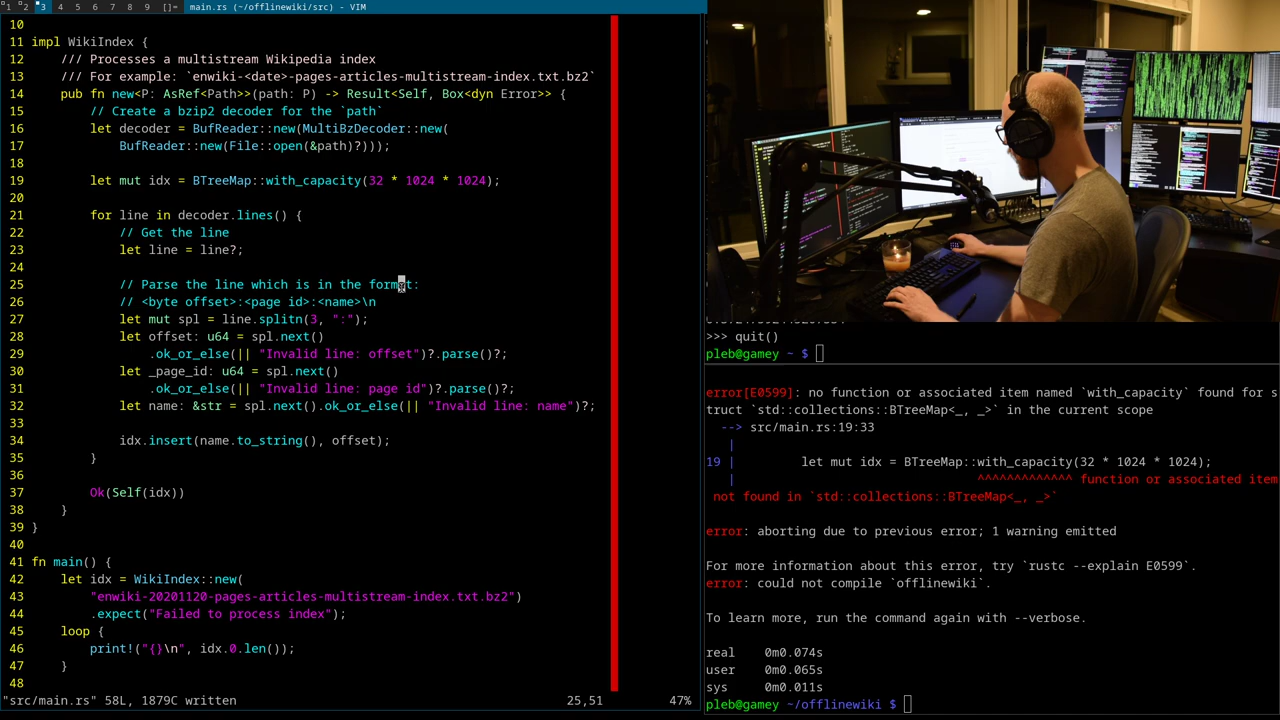 1 2 3 4 5 6 7 8 9 []= main.rs (~/offlinewiki/src) - VIM
10
11 impl WikiIndex {
12     /// Processes a multistream Wikipedia index
13     /// For example: `enwiki-<date>-pages-articles-multistream-index.txt.bz2`
14     pub fn new<P: AsRef<Path>>(path: P) -> Result<Self, Box<dyn Error>> {
15         // Create a bzip2 decoder for the `path`
16         let decoder = BufReader::new(MultiBzDecoder::new(
17             BufReader::new(File::open(&path)?)));
18
19         let mut idx = BTreeMap::with_capacity(32 * 1024 * 1024);
20
21         for line in decoder.lines() {
22             // Get the line
23             let line = line?;
24
25             // Parse the line which is in the format:
26             // <byte offset>:<page id>:<name>\n
27             let mut spl = line.splitn(3, ":");
28             let offset: u64 = spl.next()
29                 .ok_or_else(|| "Invalid line: offset")?.parse()?;
30             let _page_id: u64 = spl.next()
31                 .ok_or_else(|| "Invalid line: page id")?.parse()?;
32             let name: &str = spl.next().ok_or_else(|| "Invalid line: name")?;
33
34             idx.insert(name.to_string(), offset);
35         }
36
37         Ok(Self(idx))
38     }
39 }
40
41 fn main() {
42     let idx = WikiIndex::new(
43         "enwiki-20201120-pages-articles-multistream-index.txt.bz2")
44         .expect("Failed to process index");
45     loop {
46         print!("{}\n", idx.0.len());
47     }
48
"src/main.rs" 58L, 1879C written 25,51 47%
>>> quit()
pleb@gamey ~ $
error[E0599]: no function or associated item named `with_capacity` found for s
truct `std::collections::BTreeMap<_, _>` in the current scope
  --> src/main.rs:19:33
   |
19 |         let mut idx = BTreeMap::with_capacity(32 * 1024 * 1024);
   |                                 ^^^^^^^^^^^^^ function or associated item
 not found in `std::collections::BTreeMap<_, _>`
error: aborting due to previous error; 1 warning emitted
For more information about this error, try `rustc --explain E0599`.
error: could not compile `offlinewiki`.
To learn more, run the command again with --verbose.
real    0m0.074s
user    0m0.065s
sys     0m0.011s
pleb@gamey ~/offlinewiki $